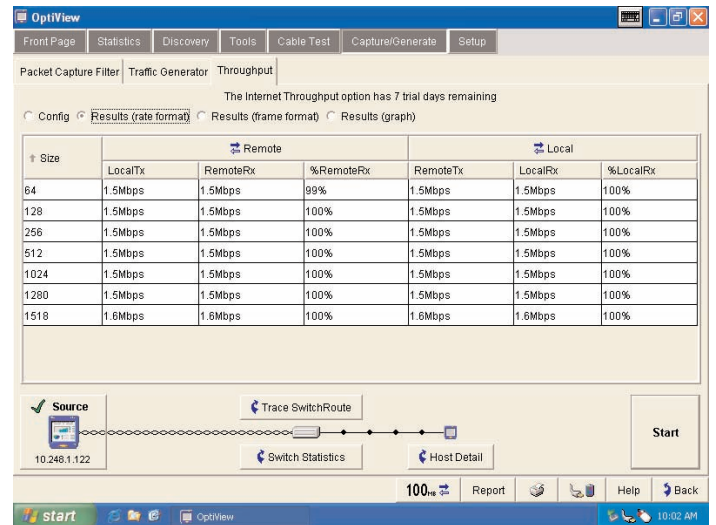 OptiView
Front Page Statistics Discovery Tools Cable Test Capture/Generate Setup
Packet Capture Filter Traffic Generator Throughput
The Internet Throughput option has 7 trial days remaining
Config Results (rate format) Results (frame format) Results (graph)
Size Remote Local
LocalTx RemoteRx %RemoteRx RemoteTx LocalRx %LocalRx
64 1.5Mbps 1.5Mbps 99% 1.5Mbps 1.5Mbps 100%
128 1.5Mbps 1.5Mbps 100% 1.5Mbps 1.5Mbps 100%
256 1.5Mbps 1.5Mbps 100% 1.5Mbps 1.5Mbps 100%
512 1.5Mbps 1.5Mbps 100% 1.5Mbps 1.5Mbps 100%
1024 1.5Mbps 1.5Mbps 100% 1.5Mbps 1.5Mbps 100%
1280 1.5Mbps 1.5Mbps 100% 1.5Mbps 1.5Mbps 100%
1518 1.6Mbps 1.6Mbps 100% 1.6Mbps 1.6Mbps 100%
Source
Trace SwitchRoute
10.248.1.122
Switch Statistics
Host Detail
Start
100 Report Help Back
start OptiView 10:02 AM